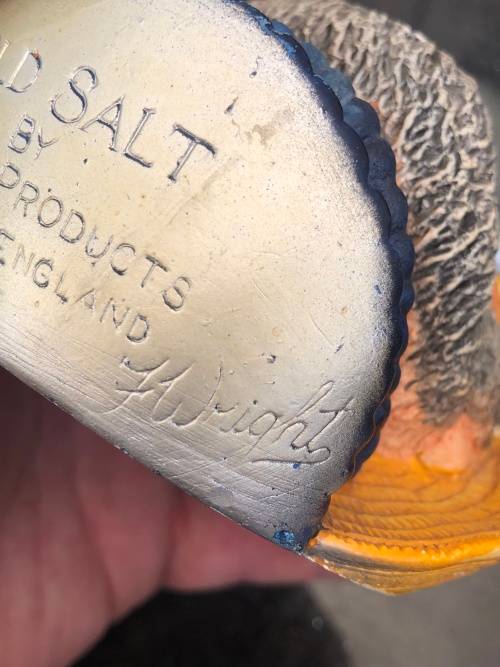 LD SALT
BY
PRODUCTS
ENGLAND
F Wright